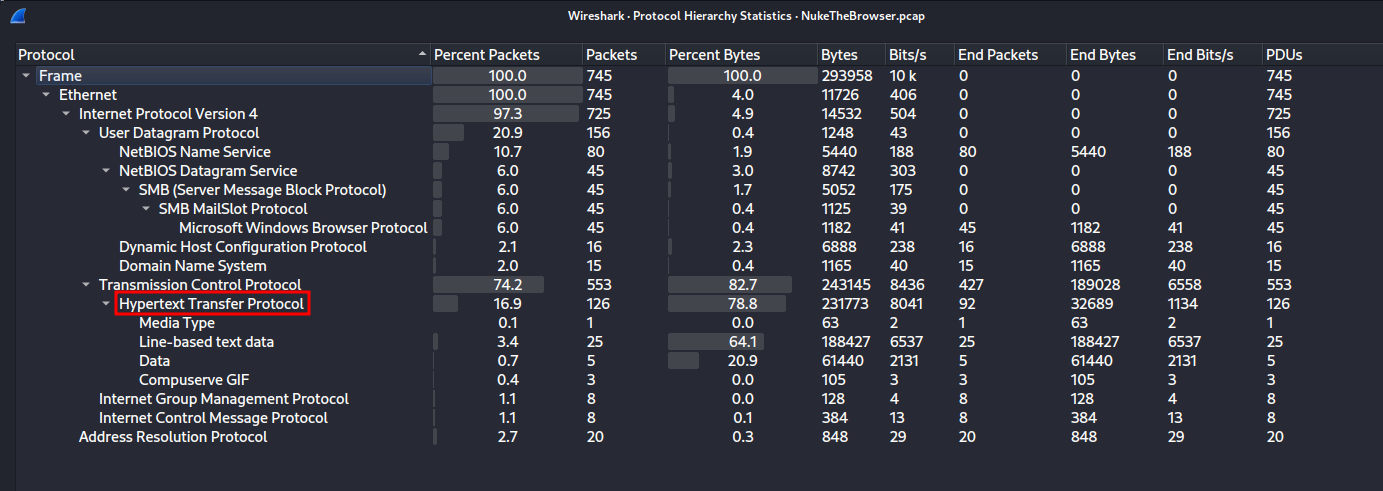 Wireshark · Protocol Hierarchy Statistics · NukeTheBrowser.pcap
Protocol Percent Packets Packets Percent Bytes Bytes Bits/s End Packets End Bytes End Bits/s PDUs
Frame 100.0 745 100.0 293958 10 k 0 0 0 745
Ethernet 100.0 745 4.0 11726 406 0 0 0 745
Internet Protocol Version 4 97.3 725 4.9 14532 504 0 0 0 725
User Datagram Protocol 20.9 156 0.4 1248 43 0 0 0 156
NetBIOS Name Service 10.7 80 1.9 5440 188 80 5440 188 80
NetBIOS Datagram Service 6.0 45 3.0 8742 303 0 0 0 45
SMB (Server Message Block Protocol) 6.0 45 1.7 5052 175 0 0 0 45
SMB MailSlot Protocol 6.0 45 0.4 1125 39 0 0 0 45
Microsoft Windows Browser Protocol 6.0 45 0.4 1182 41 45 1182 41 45
Dynamic Host Configuration Protocol 2.1 16 2.3 6888 238 16 6888 238 16
Domain Name System 2.0 15 0.4 1165 40 15 1165 40 15
Transmission Control Protocol 74.2 553 82.7 243145 8436 427 189028 6558 553
Hypertext Transfer Protocol 16.9 126 78.8 231773 8041 92 32689 1134 126
Media Type 0.1 1 0.0 63 2 1 63 2 1
Line-based text data 3.4 25 64.1 188427 6537 25 188427 6537 25
Data 0.7 5 20.9 61440 2131 5 61440 2131 5
Compuserve GIF 0.4 3 0.0 105 3 3 105 3 3
Internet Group Management Protocol 1.1 8 0.0 128 4 8 128 4 8
Internet Control Message Protocol 1.1 8 0.1 384 13 8 384 13 8
Address Resolution Protocol 2.7 20 0.3 848 29 20 848 29 20